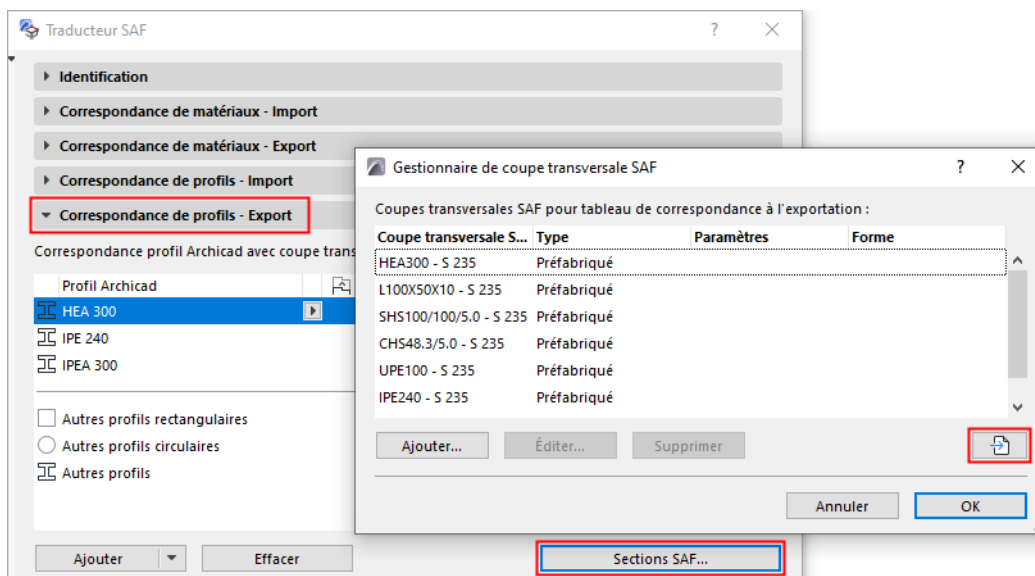 Traducteur SAF
?
Identification
Correspondance de matériaux - Import
Correspondance de matériaux - Export
Correspondance de profils - Import
Correspondance de profils - Export
Correspondance profil Archicad avec coupe trans
Profil Archicad
HEA 300
IPE 240
IPEA 300
Autres profils rectangulaires
Autres profils circulaires
Autres profils
Ajouter
Effacer
Sections SAF...
Gestionnaire de coupe transversale SAF
?
Coupes transversales SAF pour tableau de correspondance à l'exportation :
Coupe transversale S... Type Paramètres Forme
HEA300 - S 235 Préfabriqué
L100X50X10 - S 235 Préfabriqué
SHS100/100/5.0 - S 235 Préfabriqué
CHS48.3/5.0 - S 235 Préfabriqué
UPE100 - S 235 Préfabriqué
IPE240 - S 235 Préfabriqué
Ajouter... Éditer... Supprimer
Annuler OK